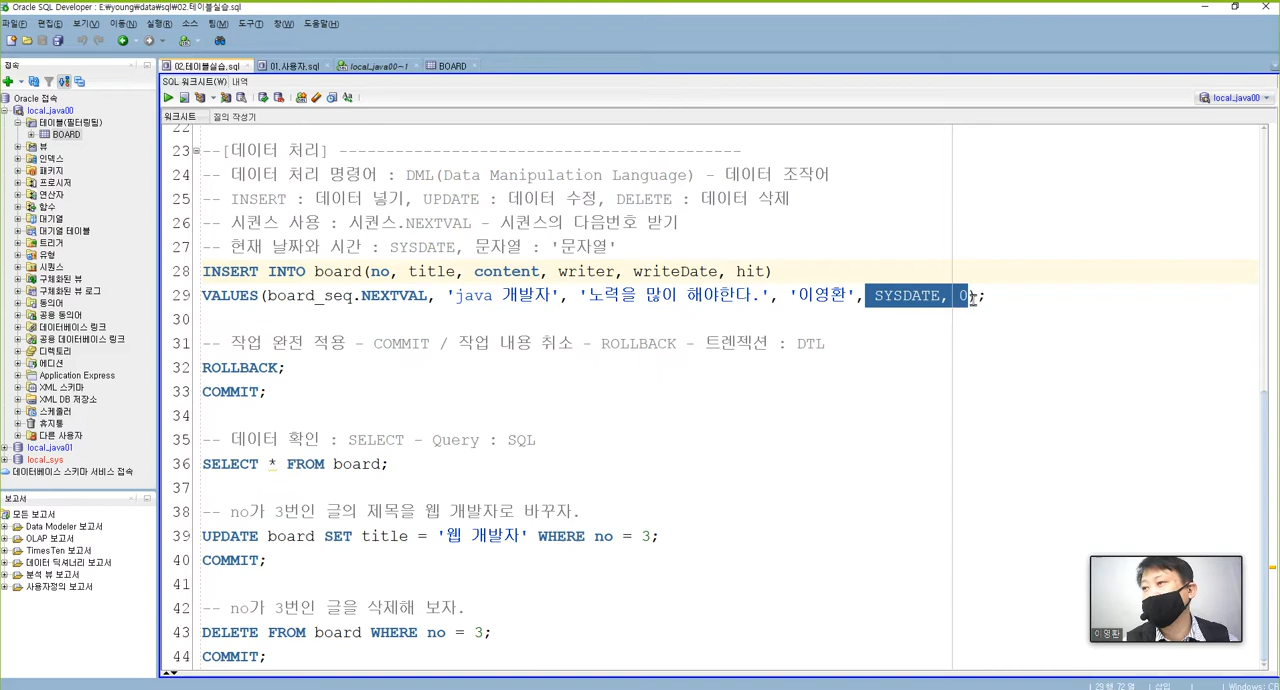 Oracle SQL Developer : E:₩young₩data₩sql₩02.테이블실습.sql
파일(F) 편집(E) 보기(V) 이동(N) 실행(R) 소스 팀(M) 도구(T) 창(W) 도움말(H)
접속
02.테이블실습.sql 01.사용자.sql local_java00~1 BOARD
SQL 워크시트(W) 내역
local_java00
워크시트 질의 작성기
Oracle 접속
local_java00
테이블(필터링됨)
BOARD
뷰
인덱스
패키지
프로시저
연산자
함수
대기열
대기열 테이블
트리거
유형
시퀀스
구체화된 뷰
구체화된 뷰 로그
동의어
공용 동의어
데이터베이스 링크
공용 데이터베이스 링크
디렉토리
에디션
Application Express
XML 스키마
XML DB 저장소
스케줄러
휴지통
다른 사용자
local_java01
local_sys
데이터베이스 스키마 서비스 접속
보고서
모든 보고서
Data Modeler 보고서
OLAP 보고서
TimesTen 보고서
데이터 딕셔너리 보고서
분석 뷰 보고서
사용자정의 보고서
22
23 --[데이터 처리] -------------------------------------------
24 -- 데이터 처리 명령어 : DML(Data Manipulation Language) - 데이터 조작어
25 -- INSERT : 데이터 넣기, UPDATE : 데이터 수정, DELETE : 데이터 삭제
26 -- 시퀀스 사용 : 시퀀스.NEXTVAL - 시퀀스의 다음번호 받기
27 -- 현재 날짜와 시간 : SYSDATE, 문자열 : '문자열'
28 INSERT INTO board(no, title, content, writer, writeDate, hit)
29 VALUES(board_seq.NEXTVAL, 'java 개발자', '노력을 많이 해야한다.', '이영환', SYSDATE, 0);
30
31 -- 작업 완전 적용 - COMMIT / 작업 내용 취소 - ROLLBACK - 트렌젝션 : DTL
32 ROLLBACK;
33 COMMIT;
34
35 -- 데이터 확인 : SELECT - Query : SQL
36 SELECT * FROM board;
37
38 -- no가 3번인 글의 제목을 웹 개발자로 바꾸자.
39 UPDATE board SET title = '웹 개발자' WHERE no = 3;
40 COMMIT;
41
42 -- no가 3번인 글을 삭제해 보자.
43 DELETE FROM board WHERE no = 3;
44 COMMIT;
이영환
29 행 72 열 삽입 Windows: CR